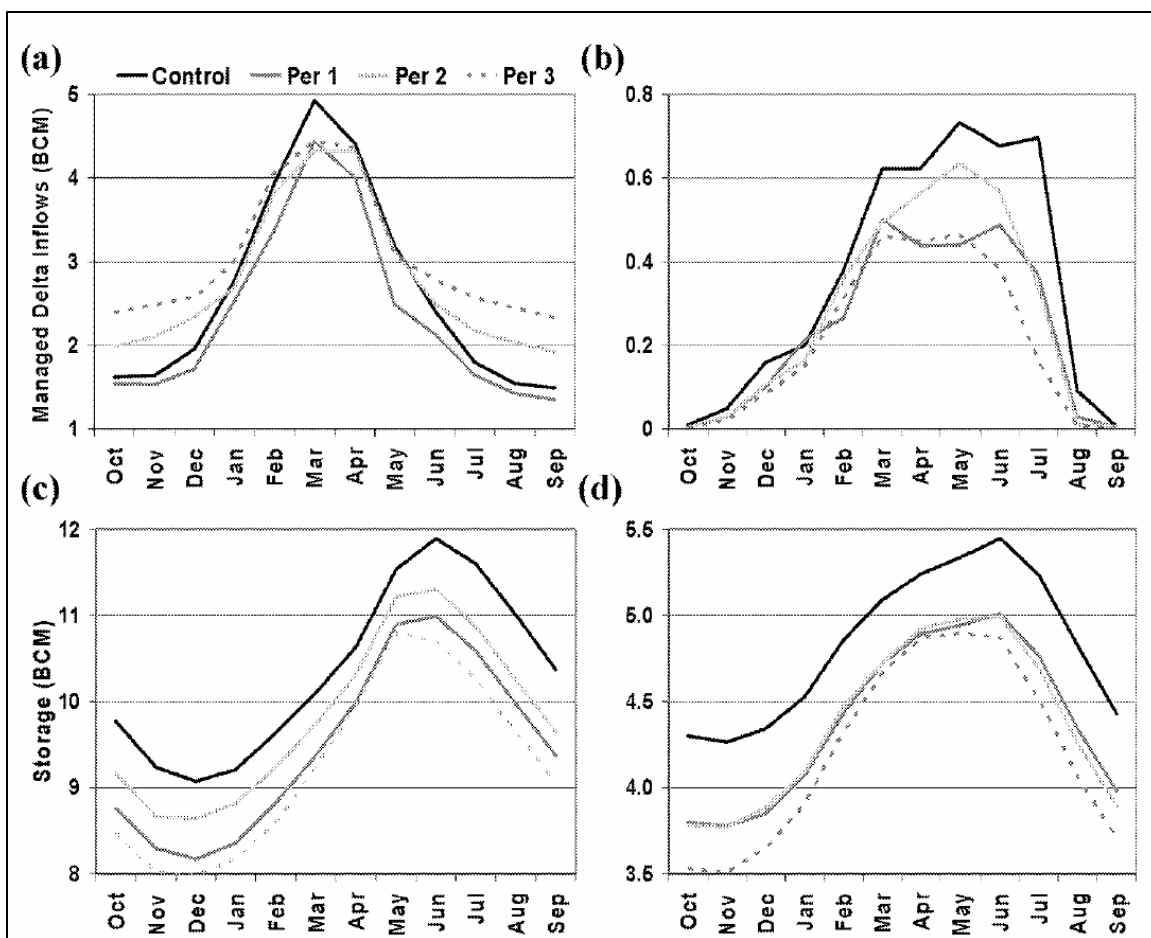 (a)
(b)
Control Per 1 Per 2 Per 3
Managed Delta Inflows (BCM)
5
4
3
2
1
0.8
0.6
0.4
0.2
0
Oct Nov Dec Jan Feb Mar Apr May Jun Jul Aug Sep
Oct Nov Dec Jan Feb Mar Apr May Jun Jul Aug Sep
(c)
(d)
Storage (BCM)
12
11
10
9
8
5.5
5.0
4.5
4.0
3.5
Oct Nov Dec Jan Feb Mar Apr May Jun Jul Aug Sep
Oct Nov Dec Jan Feb Mar Apr May Jun Jul Aug Sep